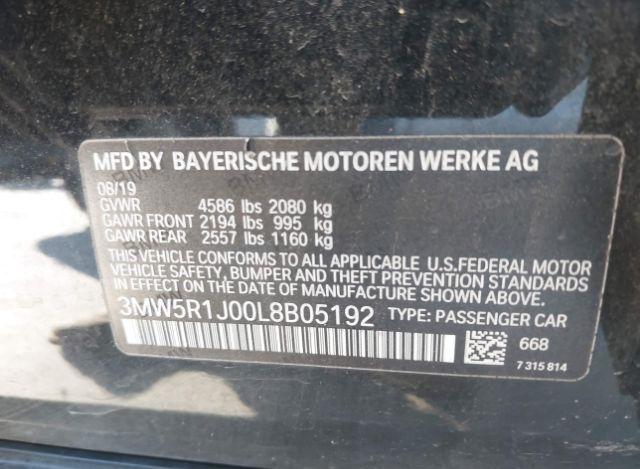 MFD BY BAYERISCHE MOTOREN WERKE AG
08/19
GVWR 4586 lbs 2080 kg
GAWR FRONT 2194 lbs 995 kg
GAWR REAR 2557 lbs 1160 kg
THIS VEHICLE CONFORMS TO ALL APPLICABLE U.S.FEDERAL MOTOR
VEHICLE SAFETY, BUMPER AND THEFT PREVENTION STANDARDS
IN EFFECT ON THE DATE OF MANUFACTURE SHOWN ABOVE.
3MW5R1J00L8B05192 TYPE: PASSENGER CAR
668
7 315 814